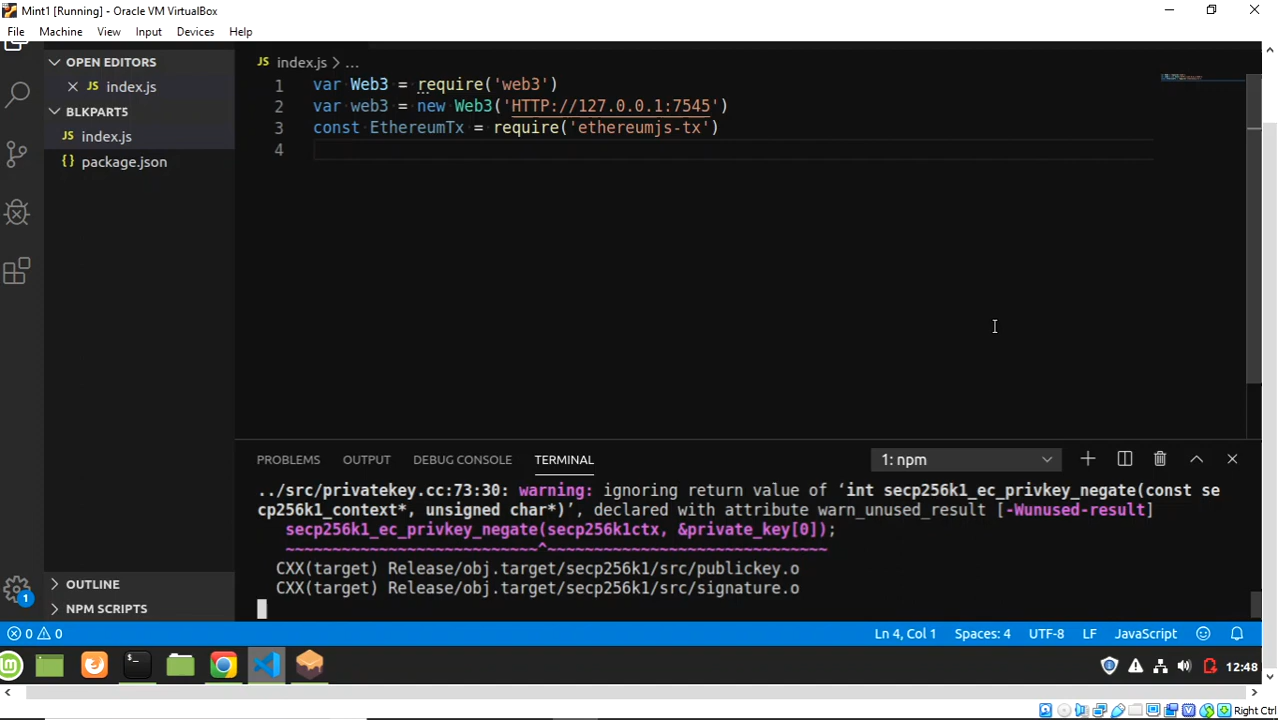 Mint1 [Running] - Oracle VM VirtualBox
File Machine View Input Devices Help
OPEN EDITORS
JS index.js
BLKPART5
JS index.js
{} package.json
OUTLINE
NPM SCRIPTS
JS index.js > ...
1 var Web3 = require('web3')
2 var web3 = new Web3('HTTP://127.0.0.1:7545')
3 const EthereumTx = require('ethereumjs-tx')
4
PROBLEMS OUTPUT DEBUG CONSOLE TERMINAL 1: npm
../src/privatekey.cc:73:30: warning: ignoring return value of ‘int secp256k1_ec_privkey_negate(const se
cp256k1_context*, unsigned char*)’, declared with attribute warn_unused_result [-Wunused-result]
secp256k1_ec_privkey_negate(secp256k1ctx, &private_key[0]);
~~~~~~~~~~~~~~~~~~~~~~~~~~~^~~~~~~~~~~~~~~~~~~~~~~~~~~~~~~
CXX(target) Release/obj.target/secp256k1/src/publickey.o
CXX(target) Release/obj.target/secp256k1/src/signature.o
1
0 0 Ln 4, Col 1 Spaces: 4 UTF-8 LF JavaScript
12:48
Right Ctrl